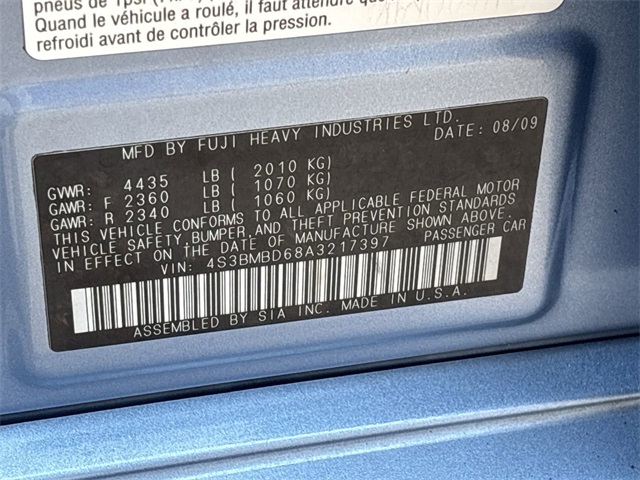 pneus de
Quand le véhicule a roulé, il faut attendre
refroidi avant de contrôler la pression.
MFD BY FUJI HEAVY INDUSTRIES LTD.
DATE: 08/09
GVWR: 4435 LB ( 2010 KG)
GAWR: F 2360 LB ( 1070 KG)
GAWR: R 2340 LB ( 1060 KG)
THIS VEHICLE CONFORMS TO ALL APPLICABLE FEDERAL MOTOR
VEHICLE SAFETY, BUMPER, AND THEFT PREVENTION STANDARDS
IN EFFECT ON THE DATE OF MANUFACTURE SHOWN ABOVE.
VIN: 4S3BMBD68A3217397 PASSENGER CAR
ASSEMBLED BY SIA INC. MADE IN U.S.A.